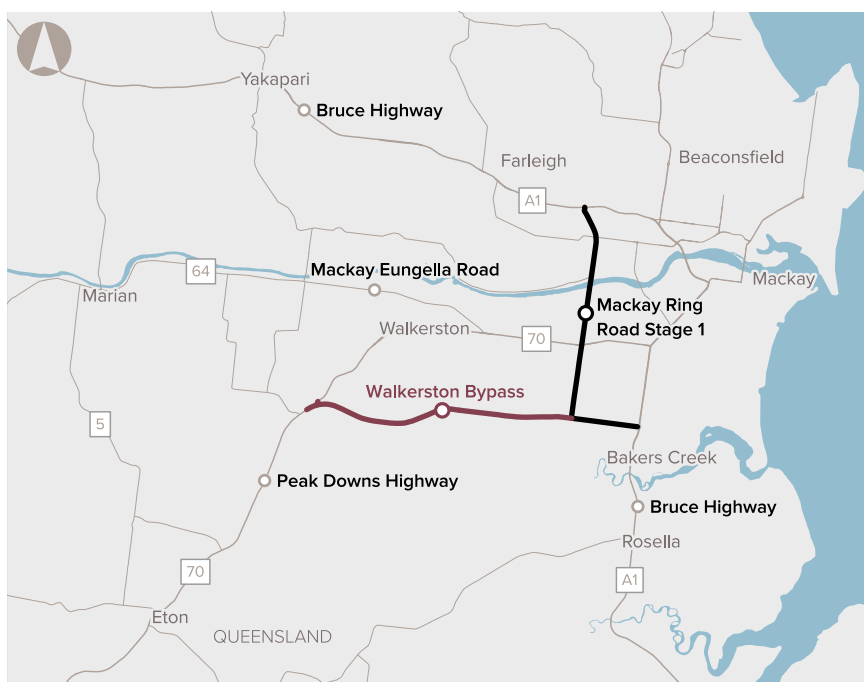 Yakapari
Bruce Highway
Farleigh
Beaconsfield
A1
64
Mackay Eungella Road
Mackay
Marian
Mackay Ring
Road Stage 1
Walkerston
70
Walkerston Bypass
5
Bakers Creek
Peak Downs Highway
Bruce Highway
Rosella
70
A1
Eton
QUEENSLAND